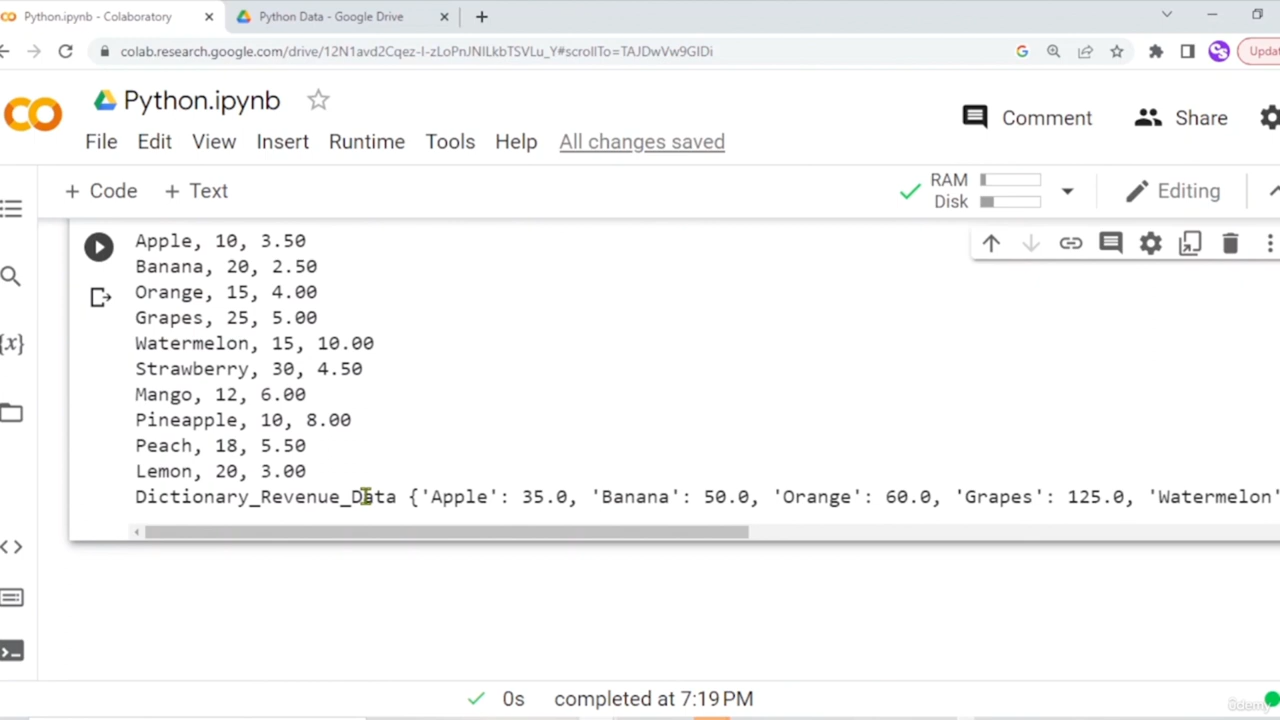 Python.ipynb - Colaboratory
Python Data - Google Drive
colab.research.google.com/drive/12N1avd2Cqez-I-zLoPnJNILkbTSVLu_Y#scrollTo=TAJDwVw9GIDi
Updat
Python.ipynb
Comment
Share
File Edit View Insert Runtime Tools Help All changes saved
+ Code + Text
RAM
Disk
Editing
Apple, 10, 3.50
Banana, 20, 2.50
Orange, 15, 4.00
Grapes, 25, 5.00
Watermelon, 15, 10.00
Strawberry, 30, 4.50
Mango, 12, 6.00
Pineapple, 10, 8.00
Peach, 18, 5.50
Lemon, 20, 3.00
Dictionary_Revenue_Data {'Apple': 35.0, 'Banana': 50.0, 'Orange': 60.0, 'Grapes': 125.0, 'Watermelon'
0s completed at 7:19 PM
ûdemy